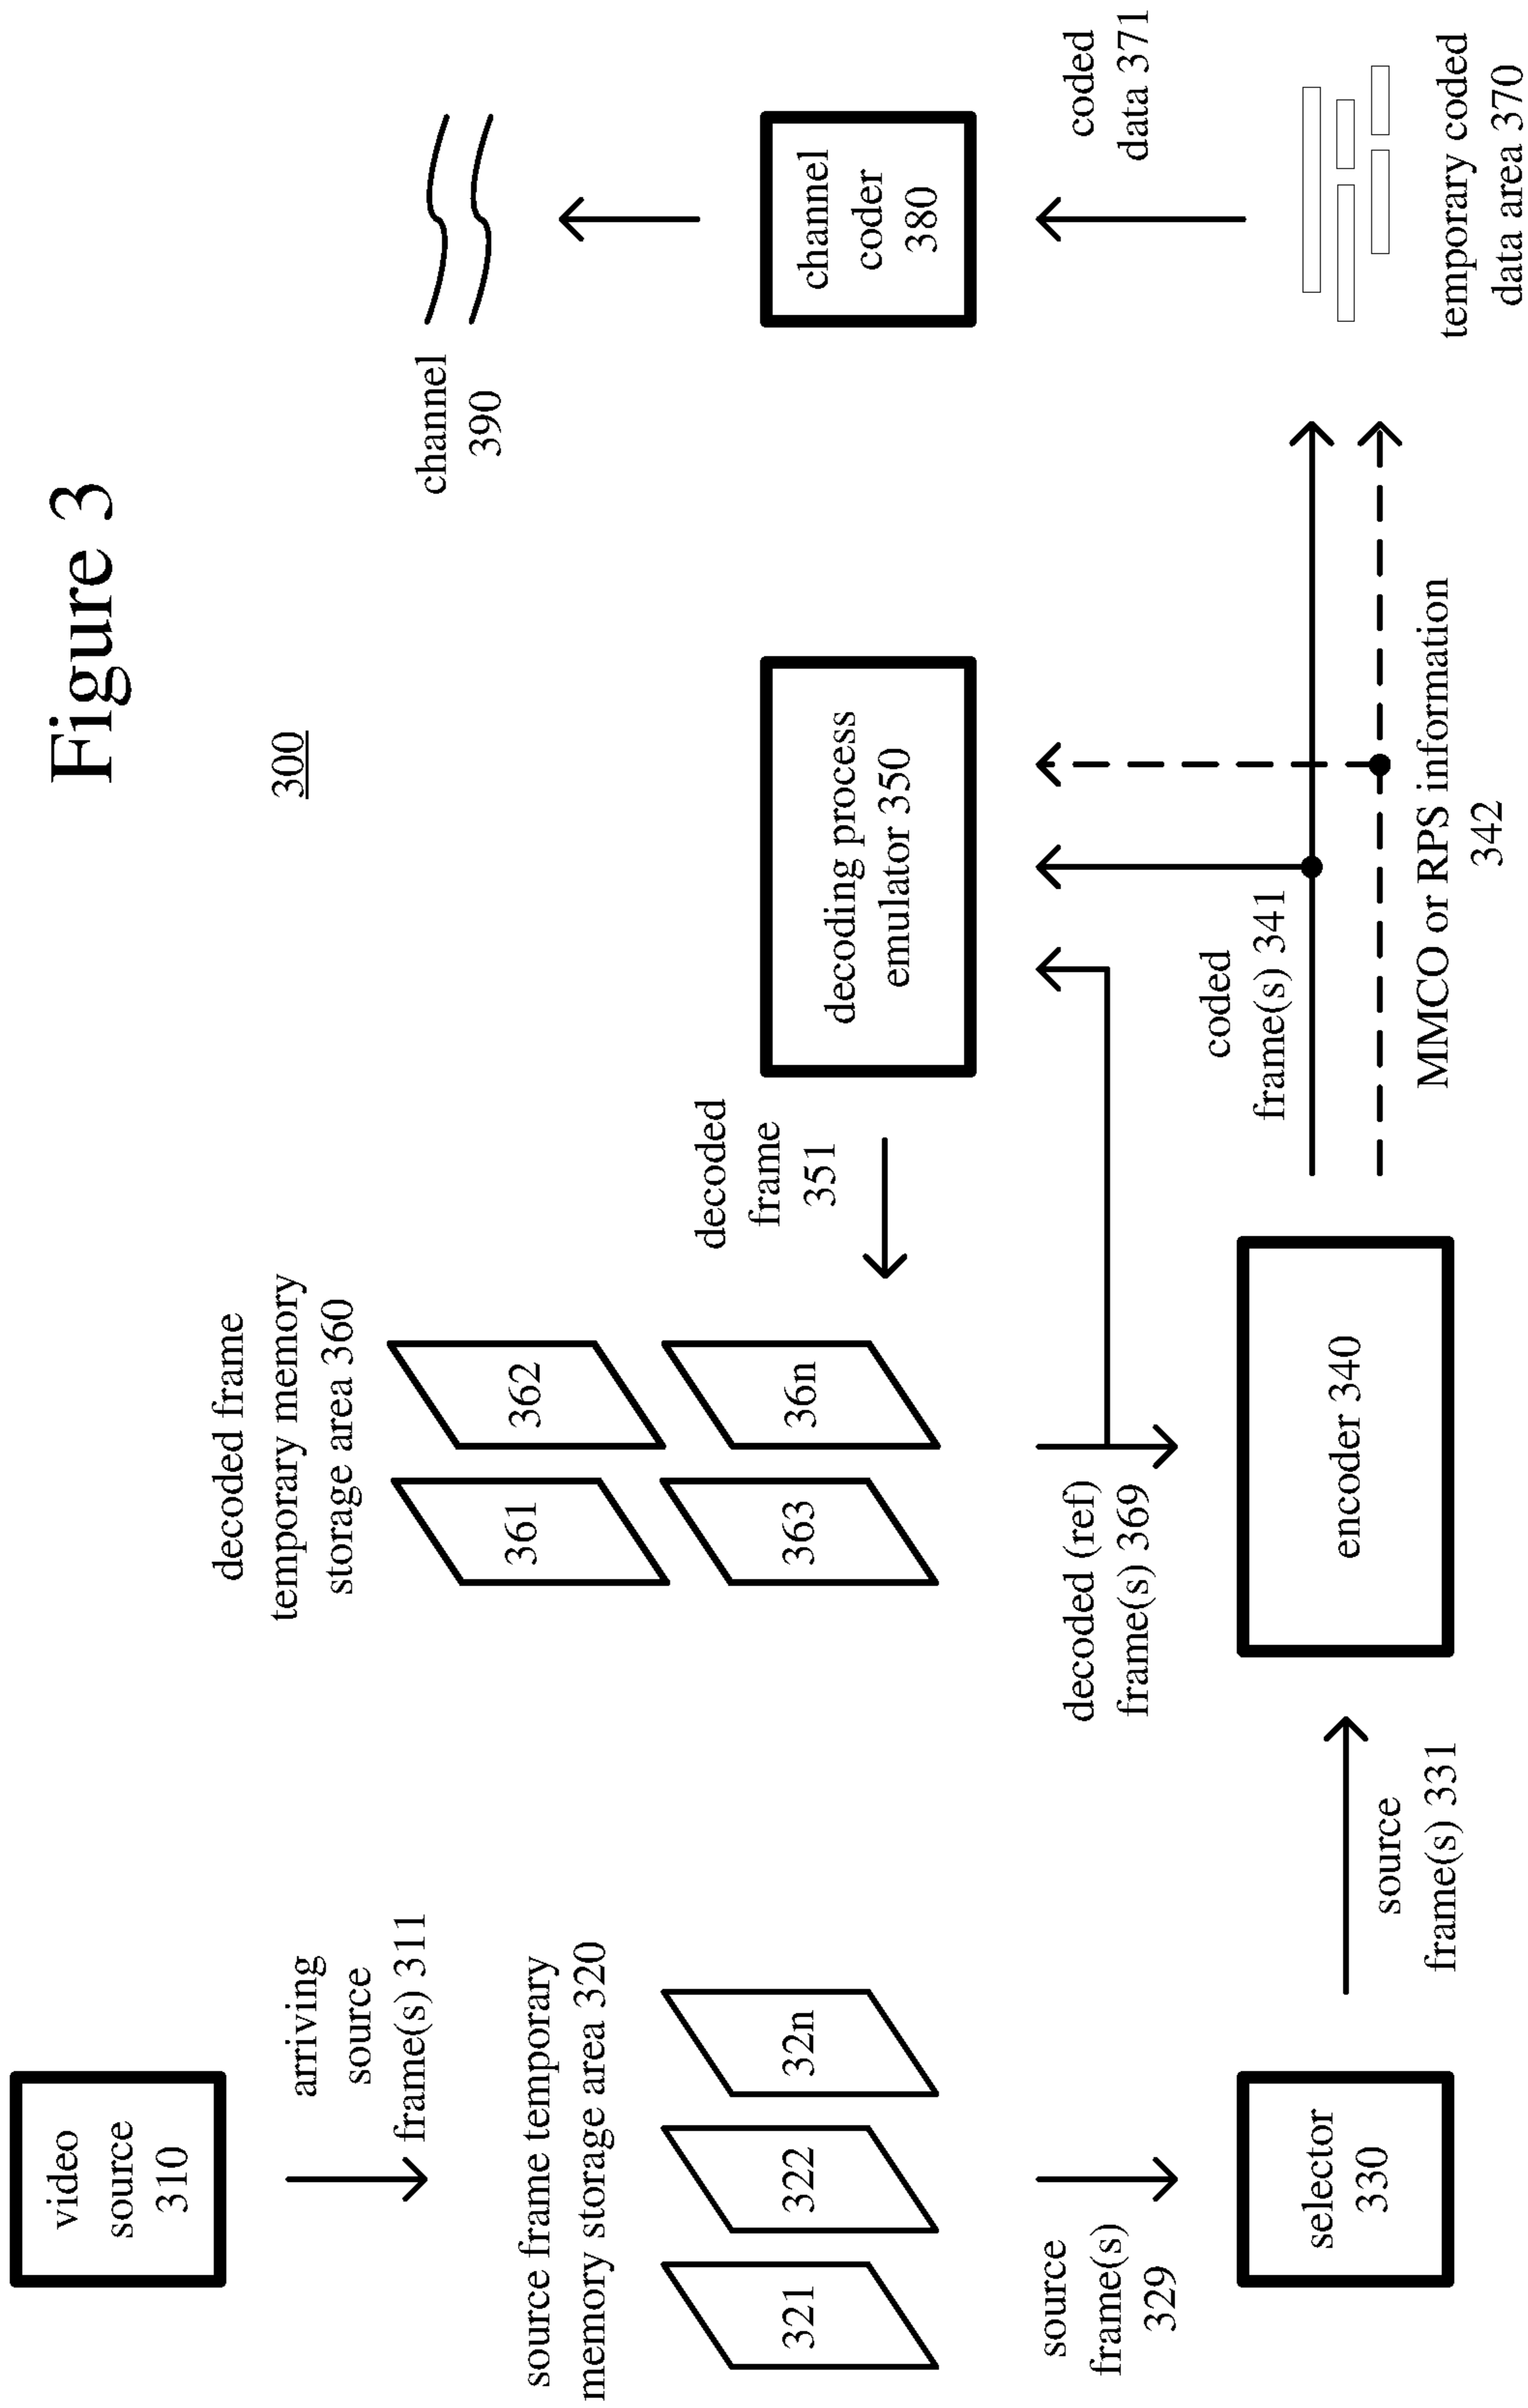 Figure 3
300
video
source
310
arriving
source
frame(s) 311
source frame temporary
memory storage area 320
321
322
32n
source
frame(s)
329
selector
330
source
frame(s) 331
decoded frame
temporary memory
storage area 360
361
362
363
36n
decoded (ref)
frame(s) 369
encoder 340
decoded
frame
351
decoding process
emulator 350
coded
frame(s) 341
MMCO or RPS information
342
channel
390
channel
coder
380
coded
data 371
temporary coded
data area 370